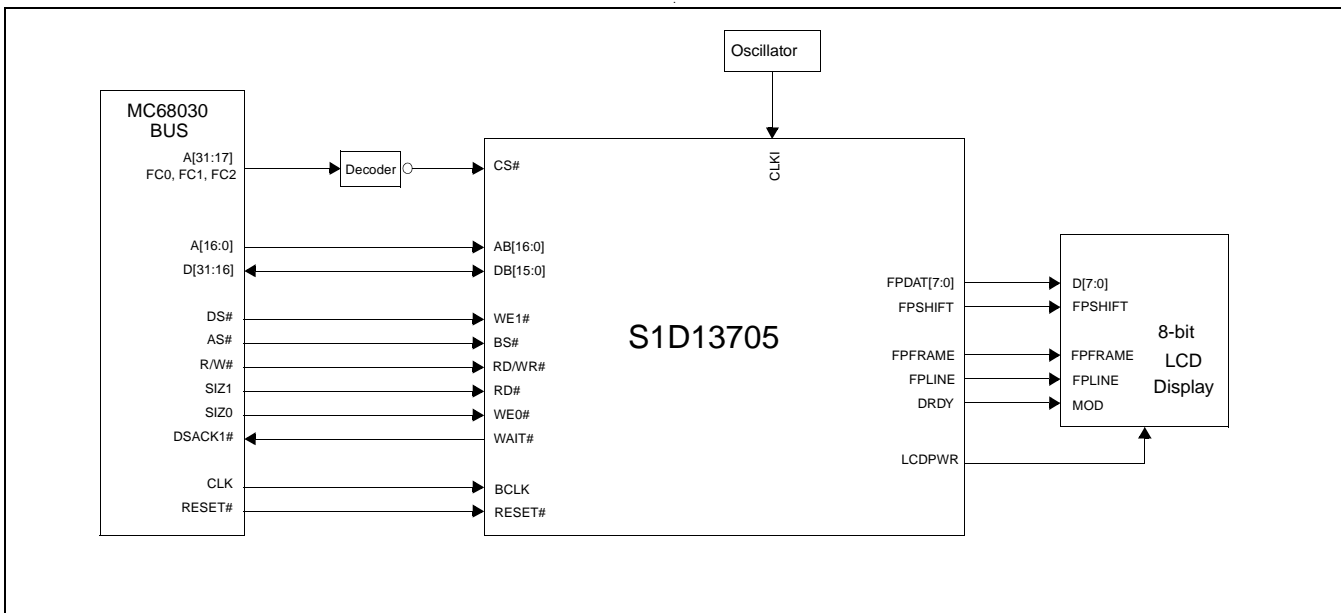 Oscillator
MC68030
BUS
A[31:17]
FC0, FC1, FC2
Decoder
CS#
CLKI
A[16:0]
AB[16:0]
D[31:16]
DB[15:0]
DS#
WE1#
AS#
BS#
R/W#
RD/WR#
SIZ1
RD#
SIZ0
WE0#
DSACK1#
WAIT#
CLK
BCLK
RESET#
RESET#
S1D13705
FPDAT[7:0]
D[7:0]
FPSHIFT
FPSHIFT
FPFRAME
FPFRAME
FPLINE
FPLINE
DRDY
MOD
LCDPWR
8-bit
LCD
Display